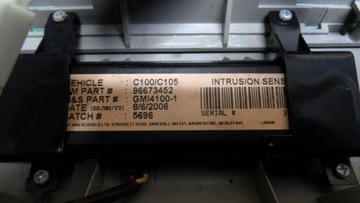 VEHICLE : C100/C105 INTRUSION SENS
M PART # : 96673452
&S PART # : GMI4100-1
DATE (DD/MM/YY) 8/6/2006
ATCH # : 5696 SERIAL #